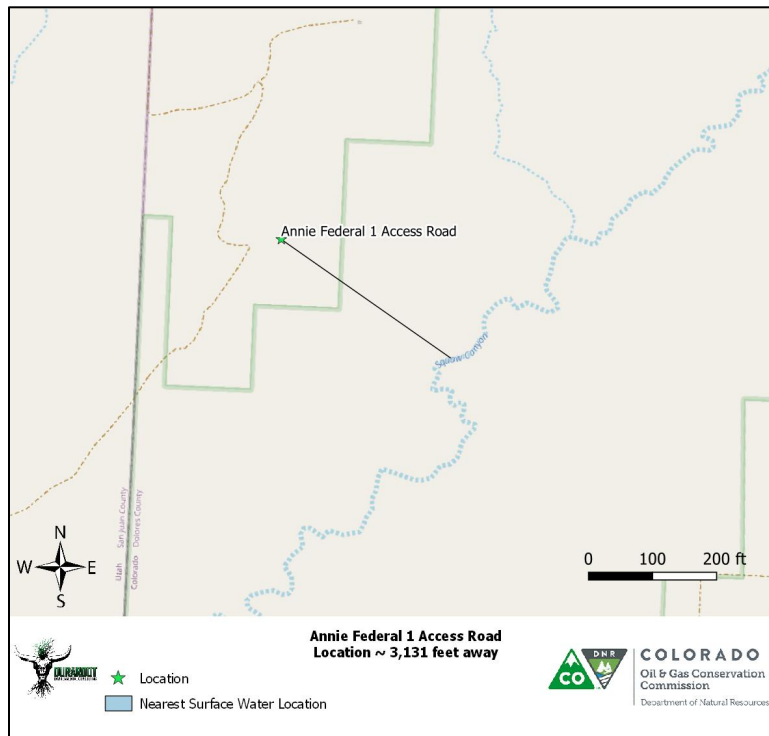 Annie Federal 1 Access Road
Squaw Canyon
San Juan County
Dolores County
Utah
Colorado
N
W E
S
0 100 200 ft
Annie Federal 1 Access Road
Location ~ 3,131 feet away
DURAROOT
Location
Nearest Surface Water Location
CO
DNR
COLORADO
Oil & Gas Conservation
Commission
Department of Natural Resources